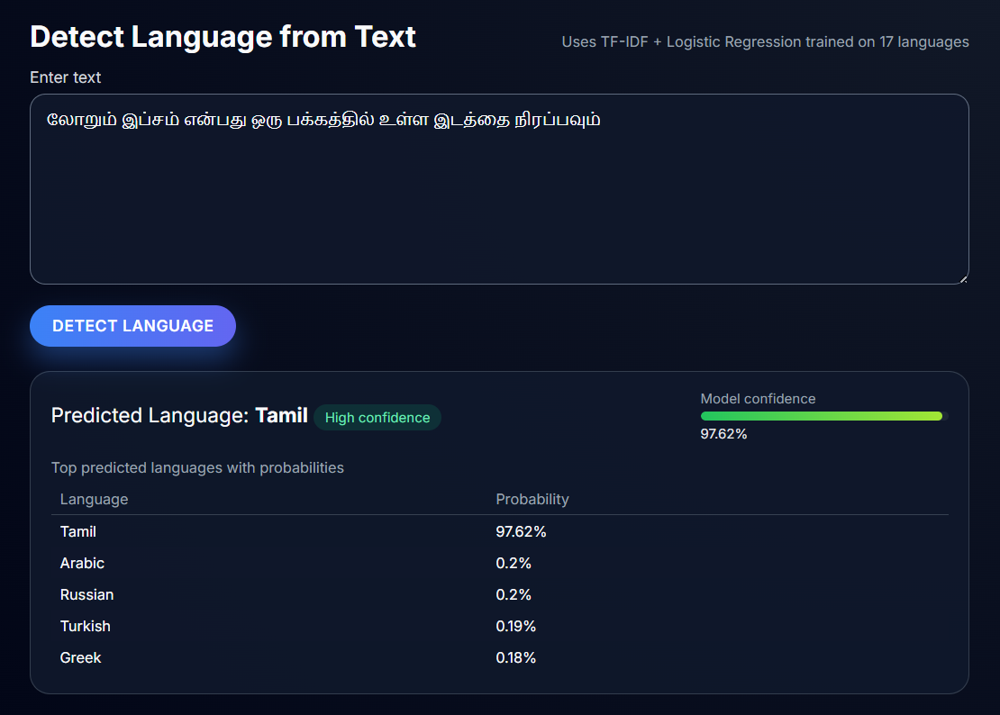 Detect Language from Text
Uses TF-IDF + Logistic Regression trained on 17 languages
Enter text
லோறும் இப்சம் என்பது ஒரு பக்கத்தில் உள்ள இடத்தை நிரப்பவும்
DETECT LANGUAGE
Predicted Language: Tamil High confidence
Model confidence
97.62%
Top predicted languages with probabilities
Language Probability
Tamil 97.62%
Arabic 0.2%
Russian 0.2%
Turkish 0.19%
Greek 0.18%